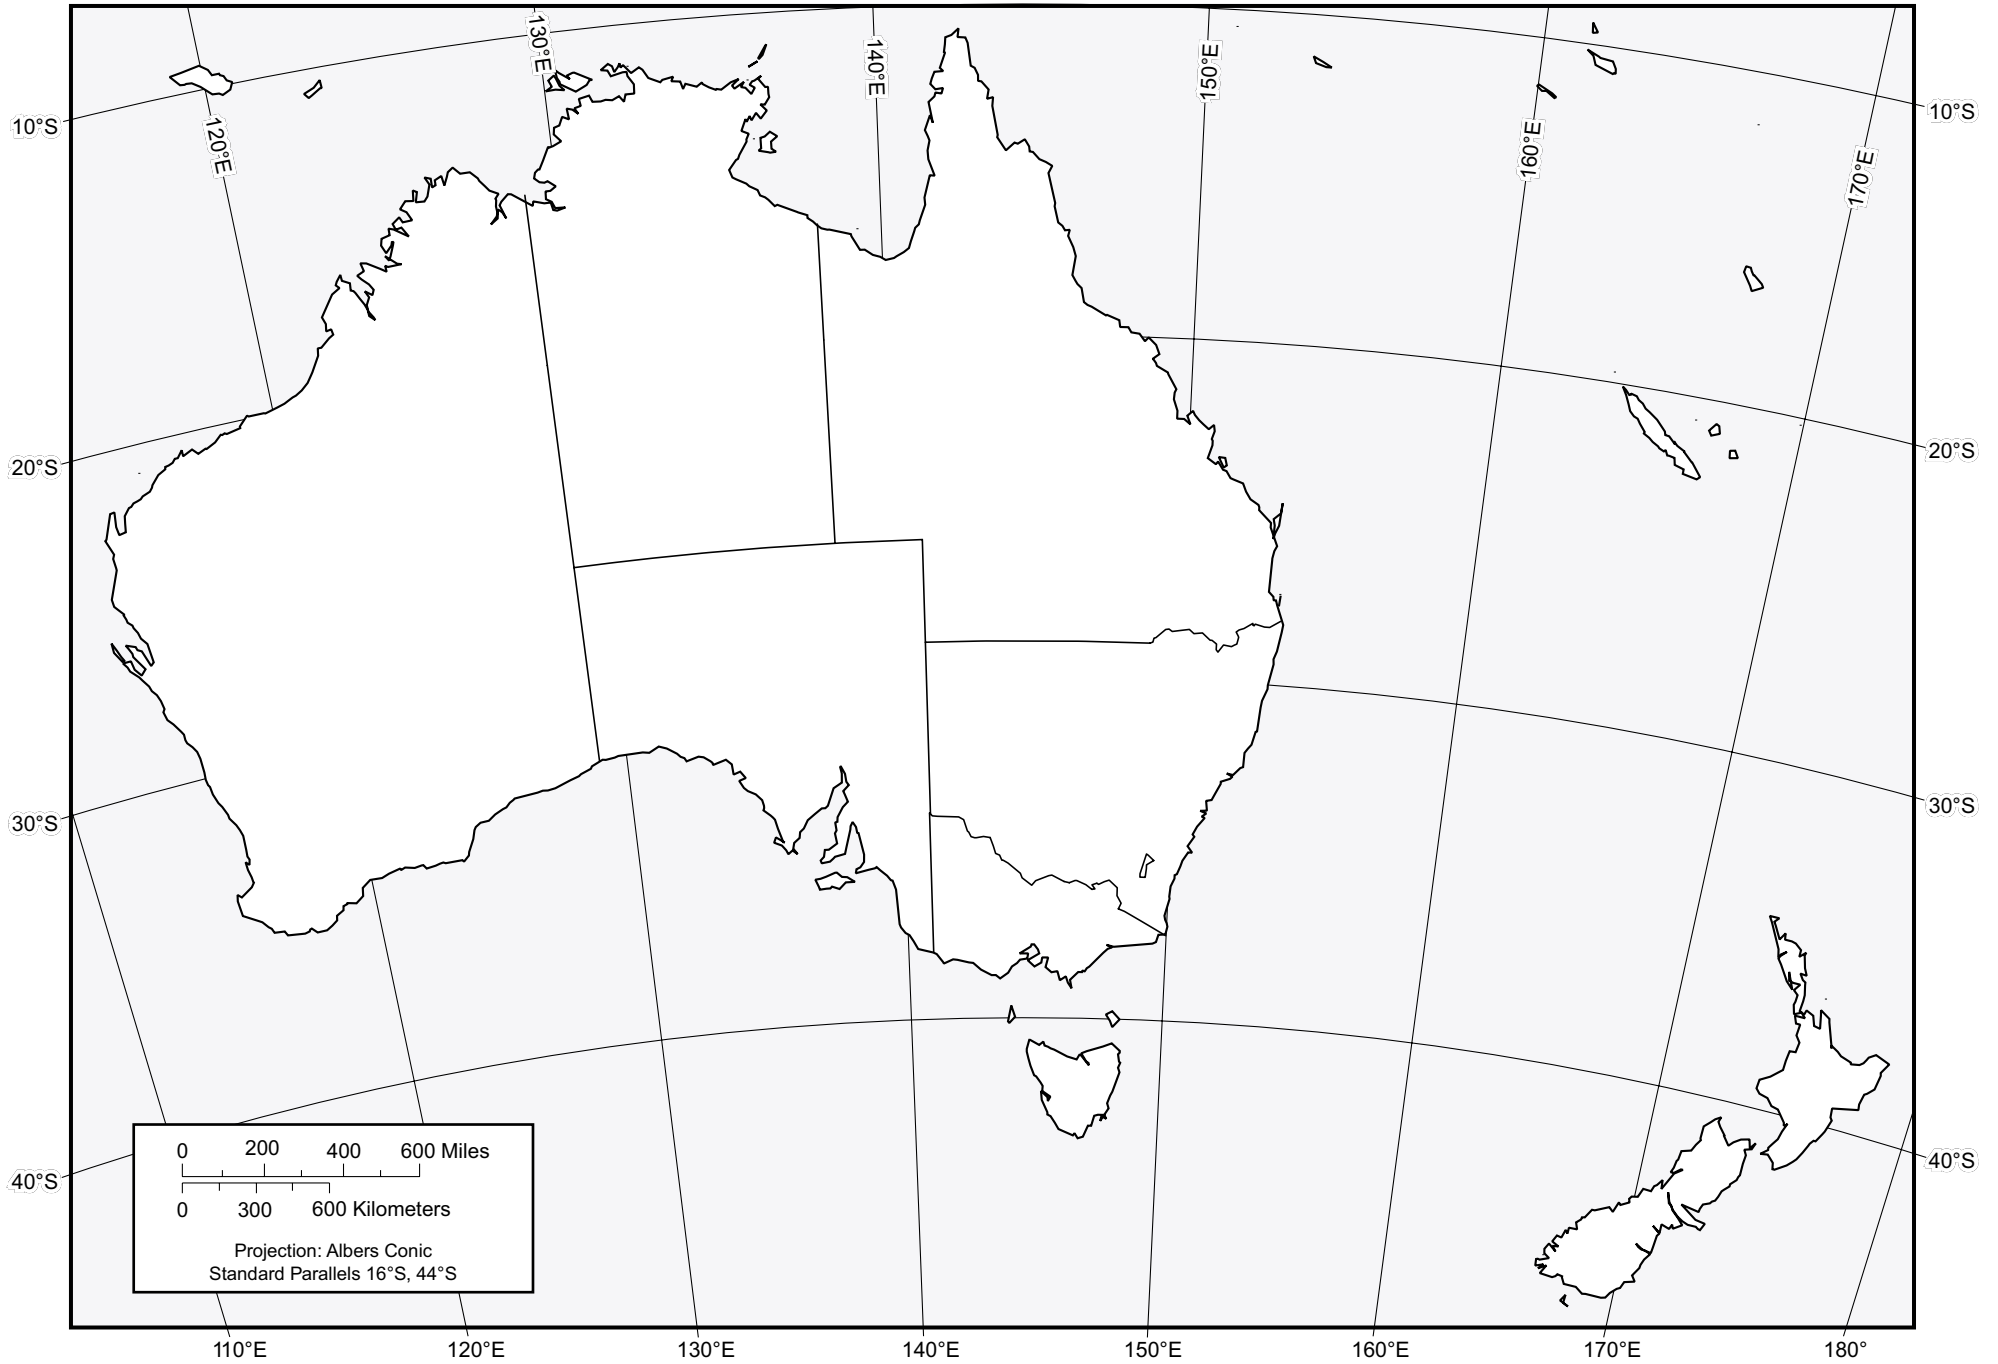 130°E
140°E
150°E
160°E
170°E
120°E
10°S
10°S
20°S
20°S
30°S
30°S
40°S
40°S
0 200 400 600 Miles
0 300 600 Kilometers
Projection: Albers Conic
Standard Parallels 16°S, 44°S
110°E 120°E 130°E 140°E 150°E 160°E 170°E 180°